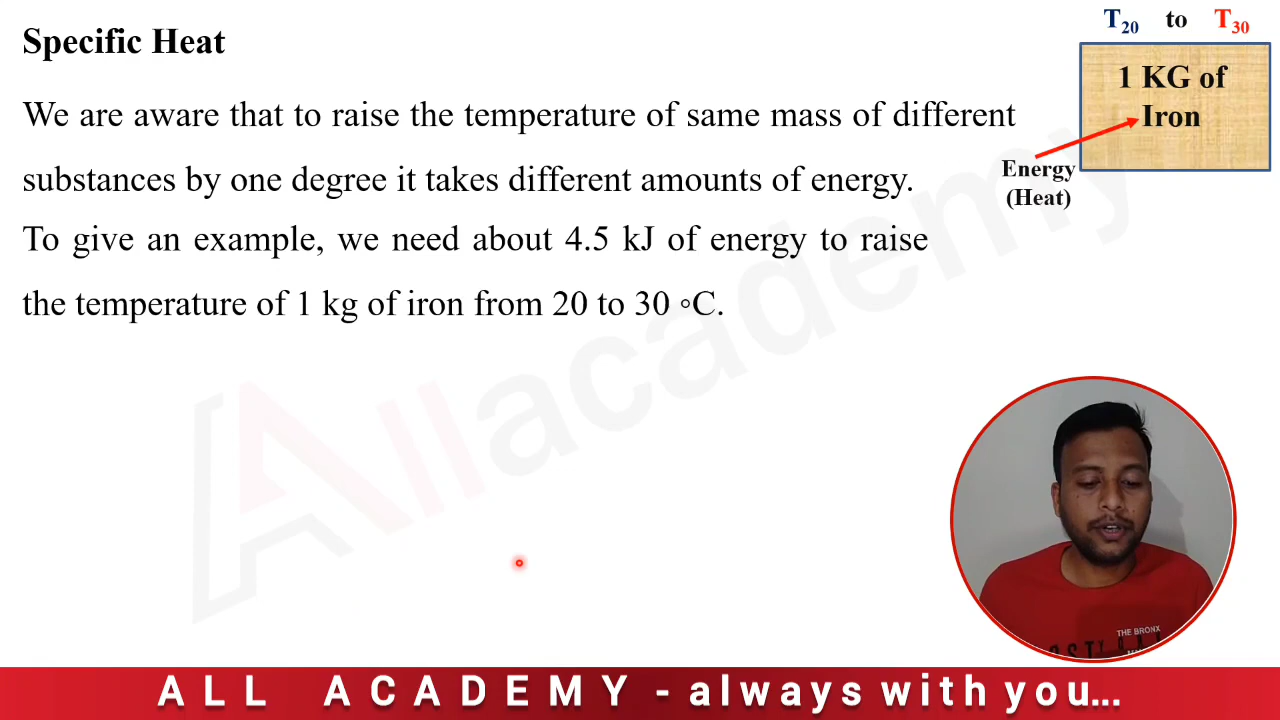 Specific Heat
T20 to T30
1 KG of
Iron
Energy
(Heat)
We are aware that to raise the temperature of same mass of different
substances by one degree it takes different amounts of energy.
To give an example, we need about 4.5 kJ of energy to raise
the temperature of 1 kg of iron from 20 to 30 ◦C.
Allacademy
THE BRONX
ALL ACADEMY - always with you...